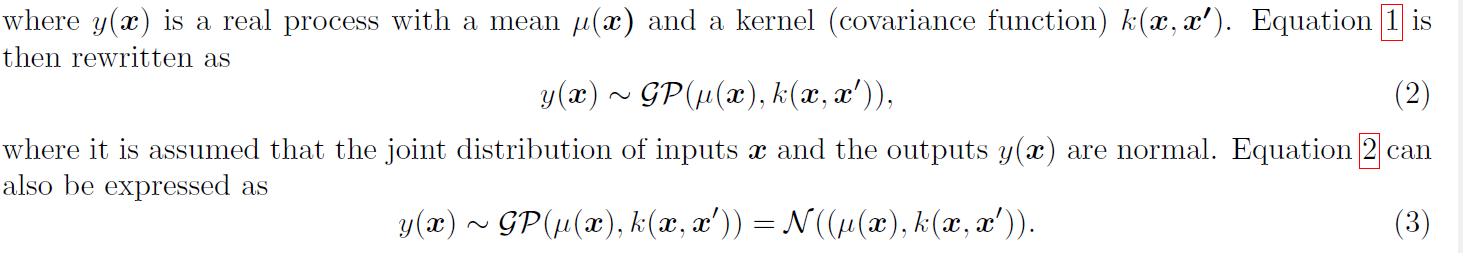 where y(x) is a real process with a mean μ(x) and a kernel (covariance function) k(x, x′). Equation 1 is
then rewritten as
y(x) ∼ 𝒢𝒫(μ(x), k(x, x′)), (2)
where it is assumed that the joint distribution of inputs x and the outputs y(x) are normal. Equation 2 can
also be expressed as
y(x) ∼ 𝒢𝒫(μ(x), k(x, x′)) = 𝒩((μ(x), k(x, x′)). (3)